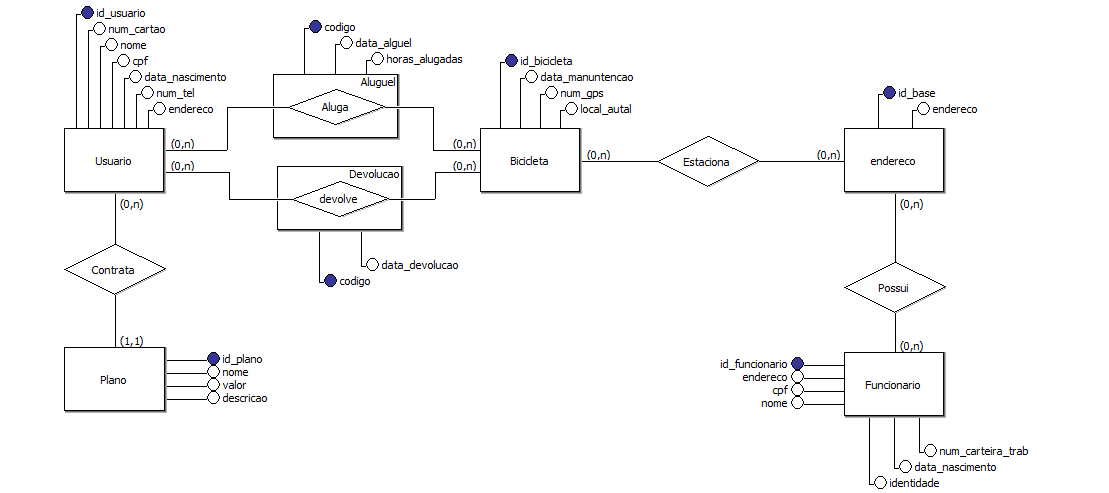 id_usuario
num_cartao
nome
cpf
data_nascimento
num_tel
endereco
Usuario
(0,n)
(0,n)
(0,n)
codigo
data_alguel
horas_alugadas
Aluguel
Aluga
(0,n)
(0,n)
Devolucao
devolve
data_devolucao
codigo
id_bicicleta
data_manuntencao
num_gps
local_autal
Bicicleta
(0,n)
Estaciona
(0,n)
id_base
endereco
endereco
(0,n)
Contrata
(1,1)
Plano
id_plano
nome
valor
descricao
Possui
(0,n)
id_funcionario
endereco
cpf
nome
Funcionario
num_carteira_trab
data_nascimento
identidade